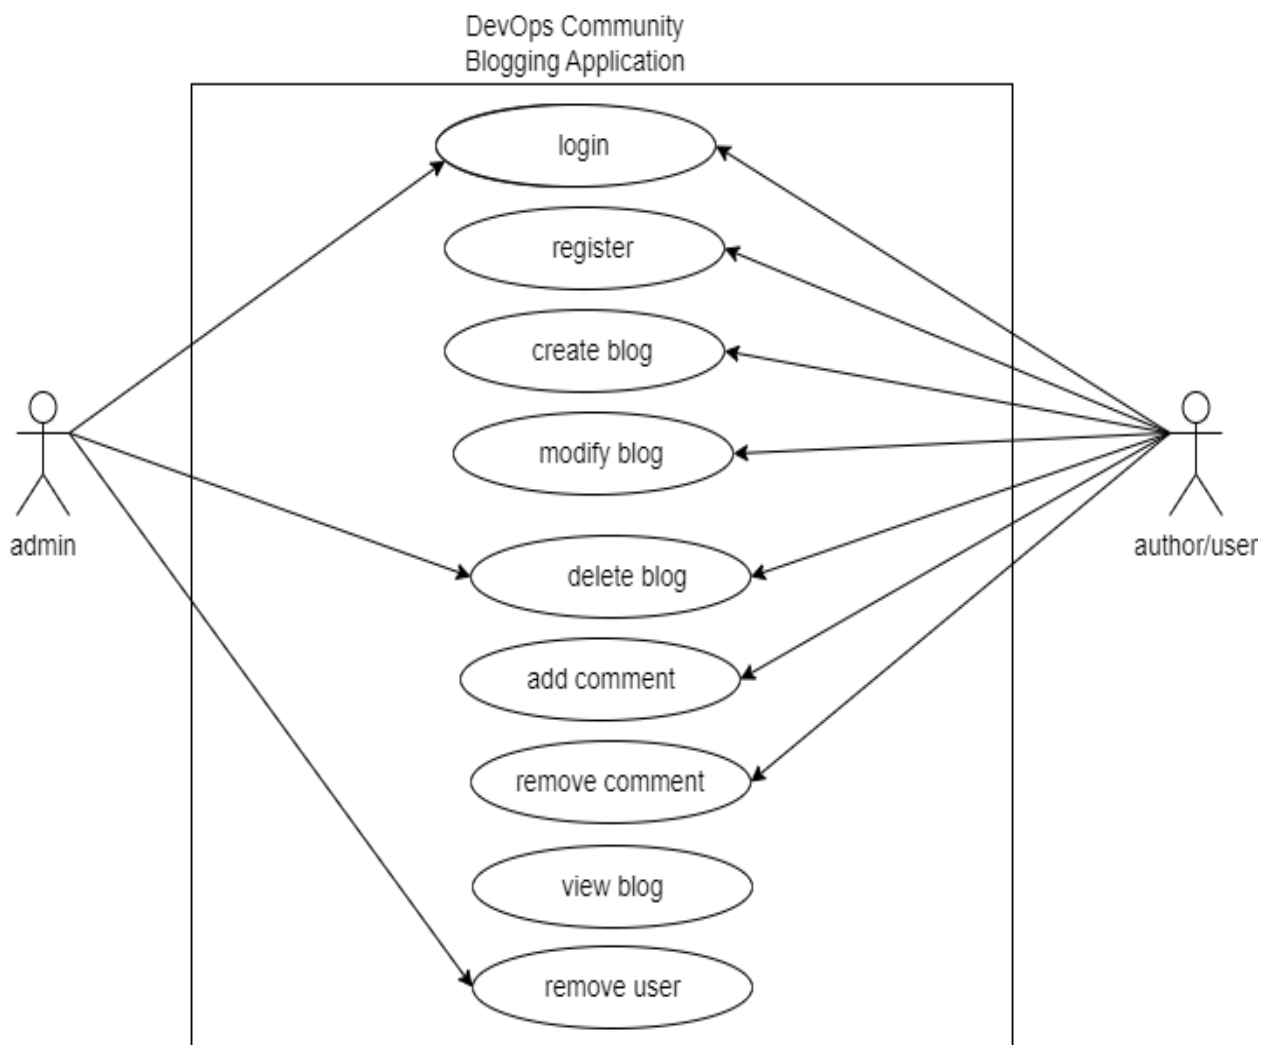 DevOps Community
Blogging Application
login
register
create blog
modify blog
admin
author/user
delete blog
add comment
remove comment
view blog
remove user